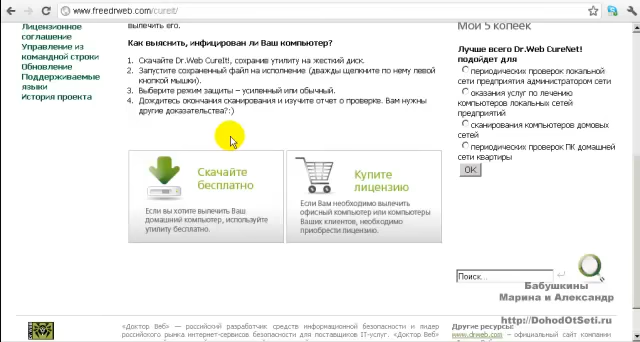 www.freedrweb.com/cureit/
Лицензионное
соглашение
Управление из
командной строки
Обновление
Поддерживаемые
языки
История проекта
вылечить его.
Как выяснить, инфицирован ли Ваш компьютер?
1. Скачайте Dr.Web CureIt!, сохранив утилиту на жесткий диск.
2. Запустите сохраненный файл на исполнение (дважды щелкните по нему левой
кнопкой мышки).
3. Выберите режим защиты – усиленный или обычный.
4. Дождитесь окончания сканирования и изучите отчет о проверке. Вам нужны
другие доказательства?:)
Скачайте
бесплатно
Если вы хотите вылечить Ваш
домашний компьютер, используйте
утилиту бесплатно.
Купите
лицензию
Если Вам необходимо вылечить
офисный компьютер или компьютеры
Ваших клиентов, необходимо
приобрести лицензию.
Мои 5 копеек
Лучше всего Dr.Web CureNet!
подойдет для
периодических проверок локальной
сети предприятия администратором сети
оказания услуг по лечению
компьютеров локальных сетей
предприятий
сканирования компьютеров домовых
сетей
периодических проверок ПК домашней
сети квартиры
OK
Поиск...
Бабушкины
Марина и Александр
http://DohodOtSeti.ru
«Доктор Веб» — российский разработчик средств информационной безопасности и лидер
российского рынка интернет-сервисов безопасности для поставщиков IT-услуг. «Доктор Веб»
Другие ресурсы:
www.drweb.com – официальный сайт компании